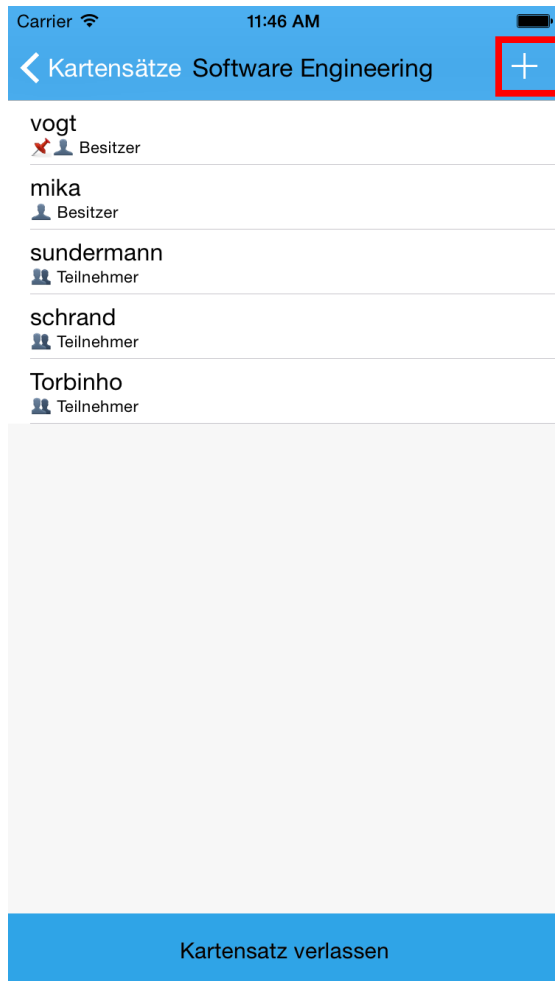 Carrier 11:46 AM
Kartensätze Software Engineering
vogt
Besitzer
mika
Besitzer
sundermann
Teilnehmer
schrand
Teilnehmer
Torbinho
Teilnehmer
Kartensatz verlassen